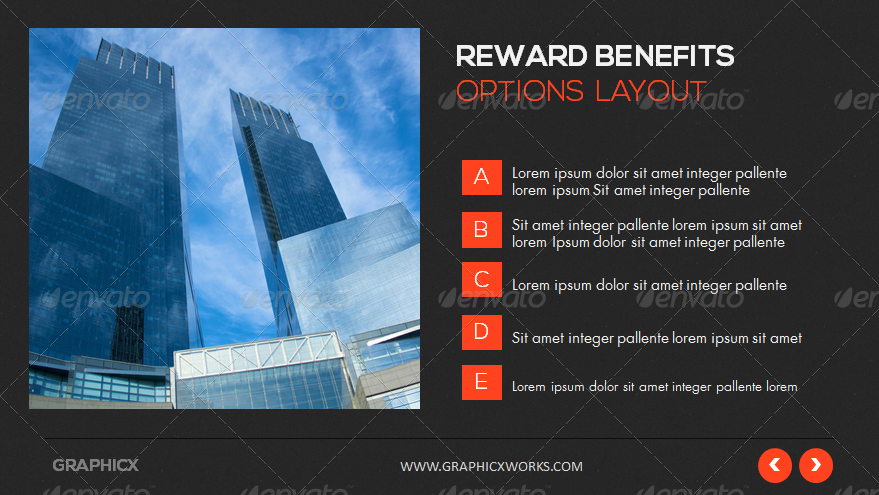 REWARD BENEFITS
OPTIONS LAYOUT
A
Lorem ipsum dolor sit amet integer pallente
lorem ipsum Sit amet integer pallente
B
Sit amet integer pallente lorem ipsum sit amet
lorem Ipsum dolor sit amet integer pallente
C
Lorem ipsum dolor sit amet integer pallente
D
Sit amet integer pallente lorem ipsum sit amet
E
Lorem ipsum dolor sit amet integer pallente lorem
GRAPHICX
WWW.GRAPHICXWORKS.COM
envato